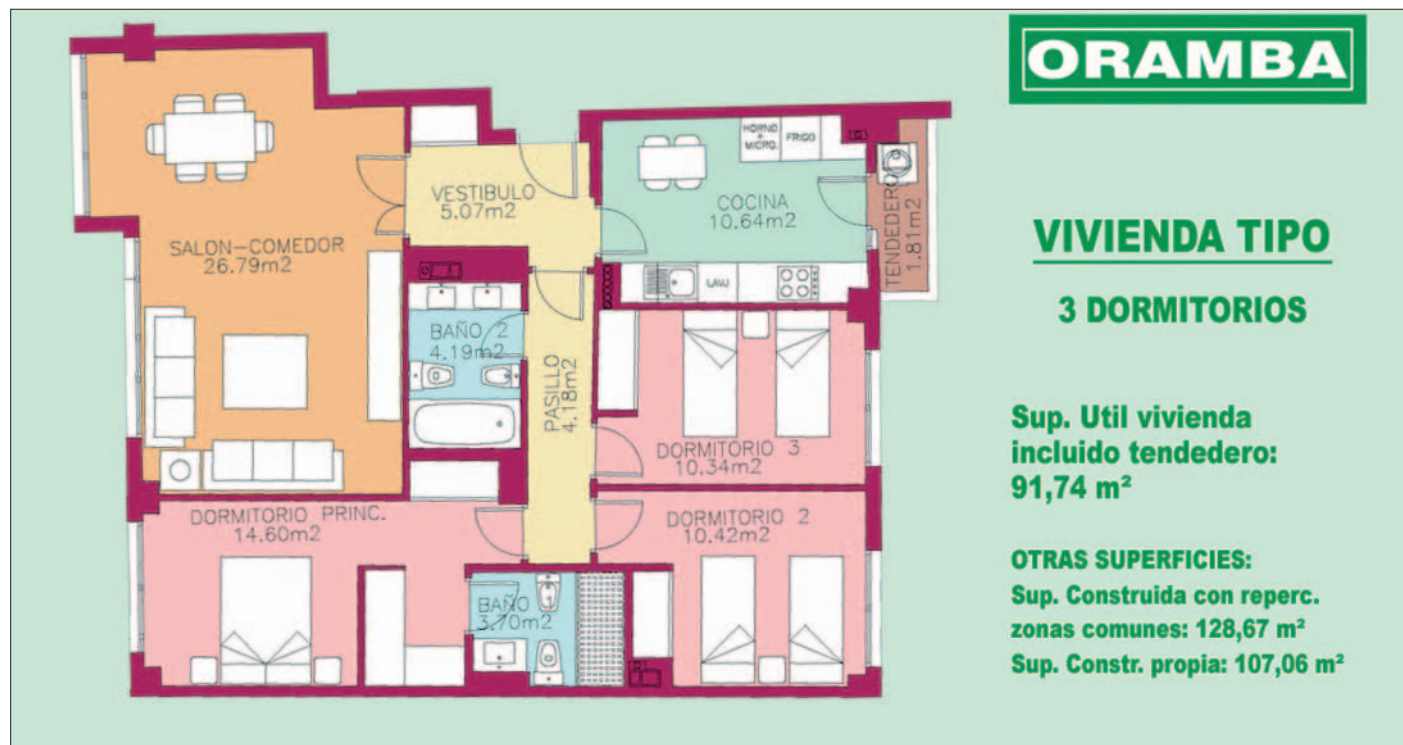 ORAMBA
VIVIENDA TIPO
3 DORMITORIOS
Sup. Util vivienda
incluido tendedero:
91,74 m²
OTRAS SUPERFICIES:
Sup. Construida con reperc.
zonas comunes: 128,67 m²
Sup. Constr. propia: 107,06 m²
SALON-COMEDOR
26.79m2
VESTIBULO
5.07m2
HORNO
+
MICRO.
FRIGO
COCINA
10.64m2
LAVJ
TENDEDERO
1.81m2
BAÑO 2
4.19m2
PASILLO
4.18m2
DORMITORIO 3
10.34m2
DORMITORIO PRINC.
14.60m2
DORMITORIO 2
10.42m2
BAÑO 1
3.70m2